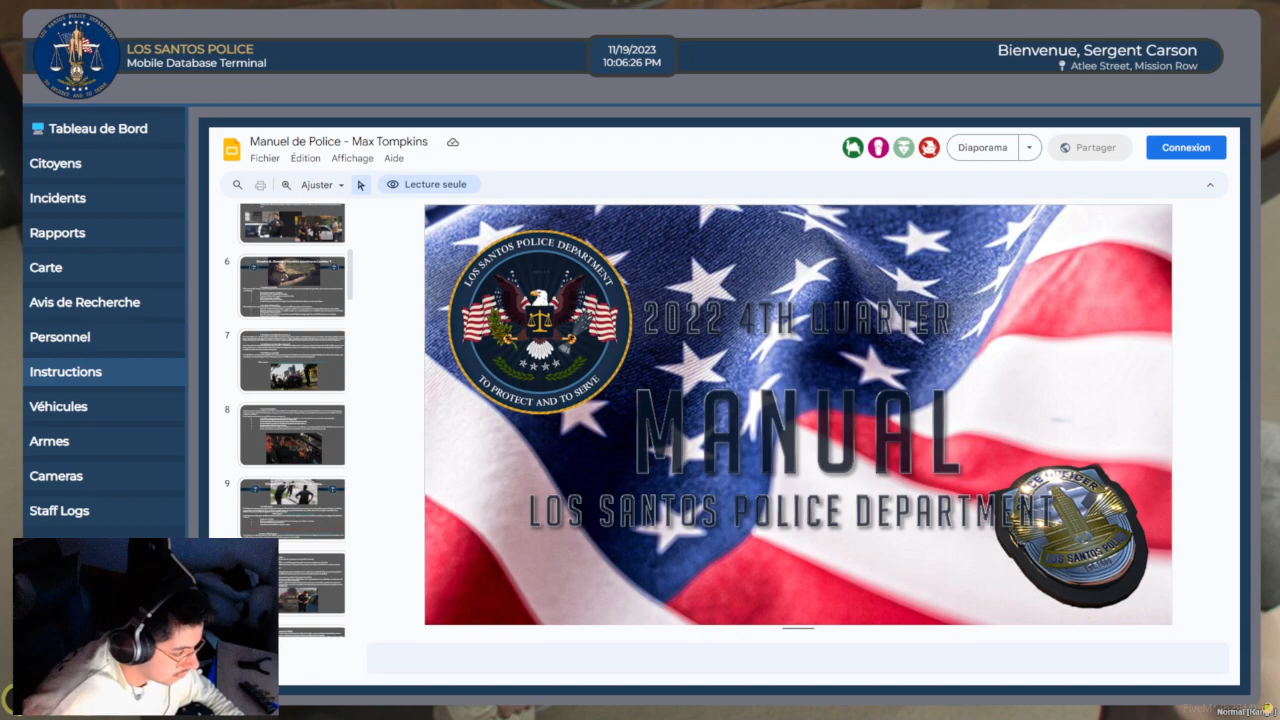 LOS SANTOS POLICE
Mobile Database Terminal
11/19/2023
10:06:26 PM
Bienvenue, Sergent Carson
Atlee Street, Mission Row
Tableau de Bord
Citoyens
Incidents
Rapports
Carte
Avis de Recherche
Personnel
Instructions
Véhicules
Armes
Cameras
Staff Logs
Manuel de Police - Max Tompkins
Fichier Édition Affichage Aide
Diaporama
Partager
Connexion
Ajuster
Lecture seule
6
7
8
9
LOS SANTOS POLICE DEPARTMENT
TO PROTECT AND TO SERVE
2022 4TH QUARTER
MANUAL
LOS SANTOS POLICE DEPARTMENT